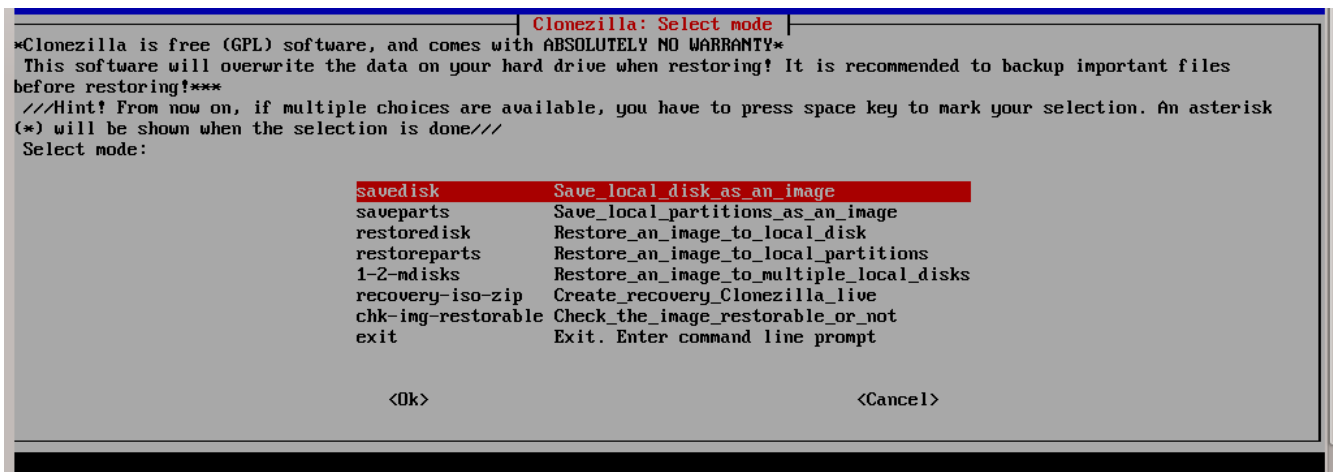 Clonezilla: Select mode
*Clonezilla is free (GPL) software, and comes with ABSOLUTELY NO WARRANTY*
This software will overwrite the data on your hard drive when restoring! It is recommended to backup important files
before restoring!***
///Hint! From now on, if multiple choices are available, you have to press space key to mark your selection. An asterisk
(*) will be shown when the selection is done///
Select mode:
savedisk Save_local_disk_as_an_image
saveparts Save_local_partitions_as_an_image
restoredisk Restore_an_image_to_local_disk
restoreparts Restore_an_image_to_local_partitions
1-2-mdisks Restore_an_image_to_multiple_local_disks
recovery-iso-zip Create_recovery_Clonezilla_live
chk-img-restorable Check_the_image_restorable_or_not
exit Exit. Enter command line prompt
<Ok> <Cancel>